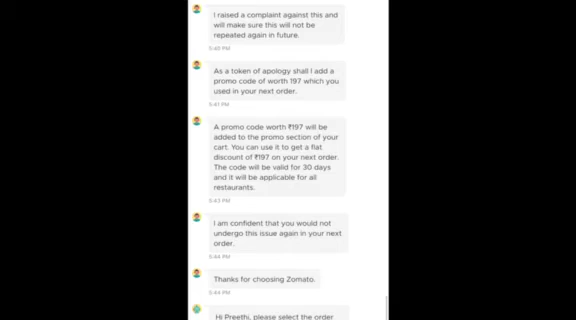 I raised a complaint against this and
will make sure this will not be
repeated again in future.
5:40 PM
As a token of apology shall I add a
promo code of worth 197 which you
used in your next order.
5:41 PM
A promo code worth ₹197 will be
added to the promo section of your
cart. You can use it to get a flat
discount of ₹197 on your next order.
The code will be valid for 30 days
and it will be applicable for all
restaurants.
5:43 PM
I am confident that you would not
undergo this issue again in your next
order.
5:44 PM
Thanks for choosing Zomato.
5:44 PM
Hi Preethi, please select the order